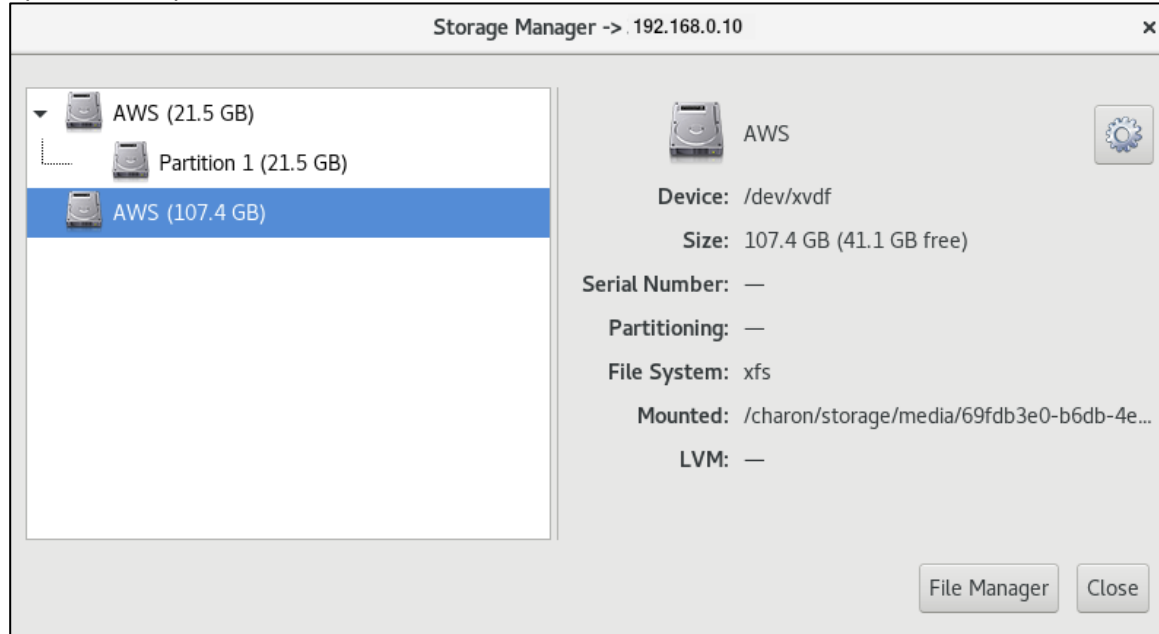 Storage Manager -> 192.168.0.10 ×
AWS (21.5 GB)
Partition 1 (21.5 GB)
AWS (107.4 GB)
AWS
Device: /dev/xvdf
Size: 107.4 GB (41.1 GB free)
Serial Number: —
Partitioning: —
File System: xfs
Mounted: /charon/storage/media/69fdb3e0-b6db-4e...
LVM: —
File Manager Close